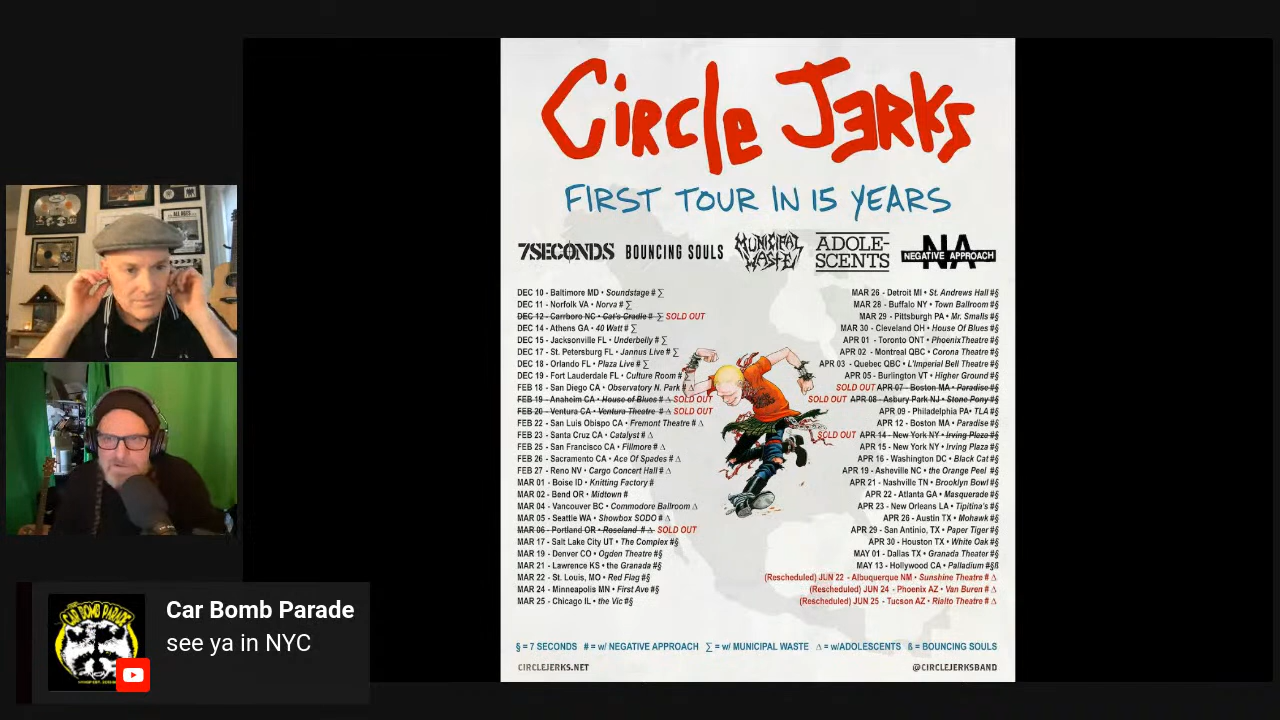 CIRCLE JERKS
FIRST TOUR IN 15 YEARS
7SECONDS BOUNCING SOULS MUNICIPAL WASTE ADOLE-SCENTS NA NEGATIVE APPROACH
DEC 10 - Baltimore MD • Soundstage # ∑
DEC 11 - Norfolk VA • Norva # ∑
DEC 12 - Carrboro NC • Cat's Cradle # ∑ SOLD OUT
DEC 14 - Athens GA • 40 Watt # ∑
DEC 15 - Jacksonville FL • Underbelly # ∑
DEC 17 - St. Petersburg FL • Jannus Live # ∑
DEC 18 - Orlando FL • Plaza Live # ∑
DEC 19 - Fort Lauderdale FL • Culture Room # ∑
FEB 18 - San Diego CA • Observatory N. Park # ∆
FEB 19 - Anaheim CA • House of Blues # ∆ SOLD OUT
FEB 20 - Ventura CA • Ventura Theatre # ∆ SOLD OUT
FEB 22 - San Luis Obispo CA • Fremont Theatre # ∆
FEB 23 - Santa Cruz CA • Catalyst # ∆
FEB 25 - San Francisco CA • Fillmore # ∆
FEB 26 - Sacramento CA • Ace Of Spades # ∆
FEB 27 - Reno NV • Cargo Concert Hall # ∆
MAR 01 - Boise ID • Knitting Factory #
MAR 02 - Bend OR • Midtown #
MAR 04 - Vancouver BC • Commodore Ballroom ∆
MAR 05 - Seattle WA • Showbox SODO # ∆
MAR 06 - Portland OR • Roseland # ∆ SOLD OUT
MAR 17 - Salt Lake City UT • The Complex #§
MAR 19 - Denver CO • Ogden Theatre #§
MAR 21 - Lawrence KS • the Granada #§
MAR 22 - St. Louis, MO • Red Flag #§
MAR 24 - Minneapolis MN • First Ave #§
MAR 25 - Chicago IL • the Vic #§
MAR 26 - Detroit MI • St. Andrews Hall #§
MAR 28 - Buffalo NY • Town Ballroom #§
MAR 29 - Pittsburgh PA • Mr. Smalls #§
MAR 30 - Cleveland OH • House Of Blues #§
APR 01 - Toronto ONT • PhoenixTheatre #§
APR 02 - Montreal QBC • Corona Theatre #§
APR 03 - Quebec QBC • L'Imperial Bell Theatre #§
APR 05 - Burlington VT • Higher Ground #§
SOLD OUT APR 07 - Boston MA • Paradise #§
SOLD OUT APR 08 - Asbury Park NJ • Stone Pony #§
APR 09 - Philadelphia PA • TLA #§
APR 12 - Boston MA • Paradise #§
SOLD OUT APR 14 - New York NY • Irving Plaza #§
APR 15 - New York NY • Irving Plaza #§
APR 16 - Washington DC • Black Cat #§
APR 19 - Asheville NC • the Orange Peel #§
APR 21 - Nashville TN • Brooklyn Bowl #§
APR 22 - Atlanta GA • Masquerade #§
APR 23 - New Orleans LA • Tipitina's #§
APR 26 - Austin TX • Mohawk #§
APR 29 - San Antinio, TX • Paper Tiger #§
APR 30 - Houston TX • White Oak #§
MAY 01 - Dallas TX • Granada Theater #§
MAY 13 - Hollywood CA • Palladium #§ß
(Rescheduled) JUN 22 - Albuquerque NM • Sunshine Theatre # ∆
(Rescheduled) JUN 24 - Phoenix AZ • Van Buren # ∆
(Rescheduled) JUN 25 - Tucson AZ • Rialto Theatre # ∆
§ = 7 SECONDS # = w/ NEGATIVE APPROACH ∑ = w/ MUNICIPAL WASTE ∆ = w/ADOLESCENTS ß = BOUNCING SOULS
CIRCLEJERKS.NET @CIRCLEJERKSBAND
CAR BOMB PARADE
Car Bomb Parade
see ya in NYC